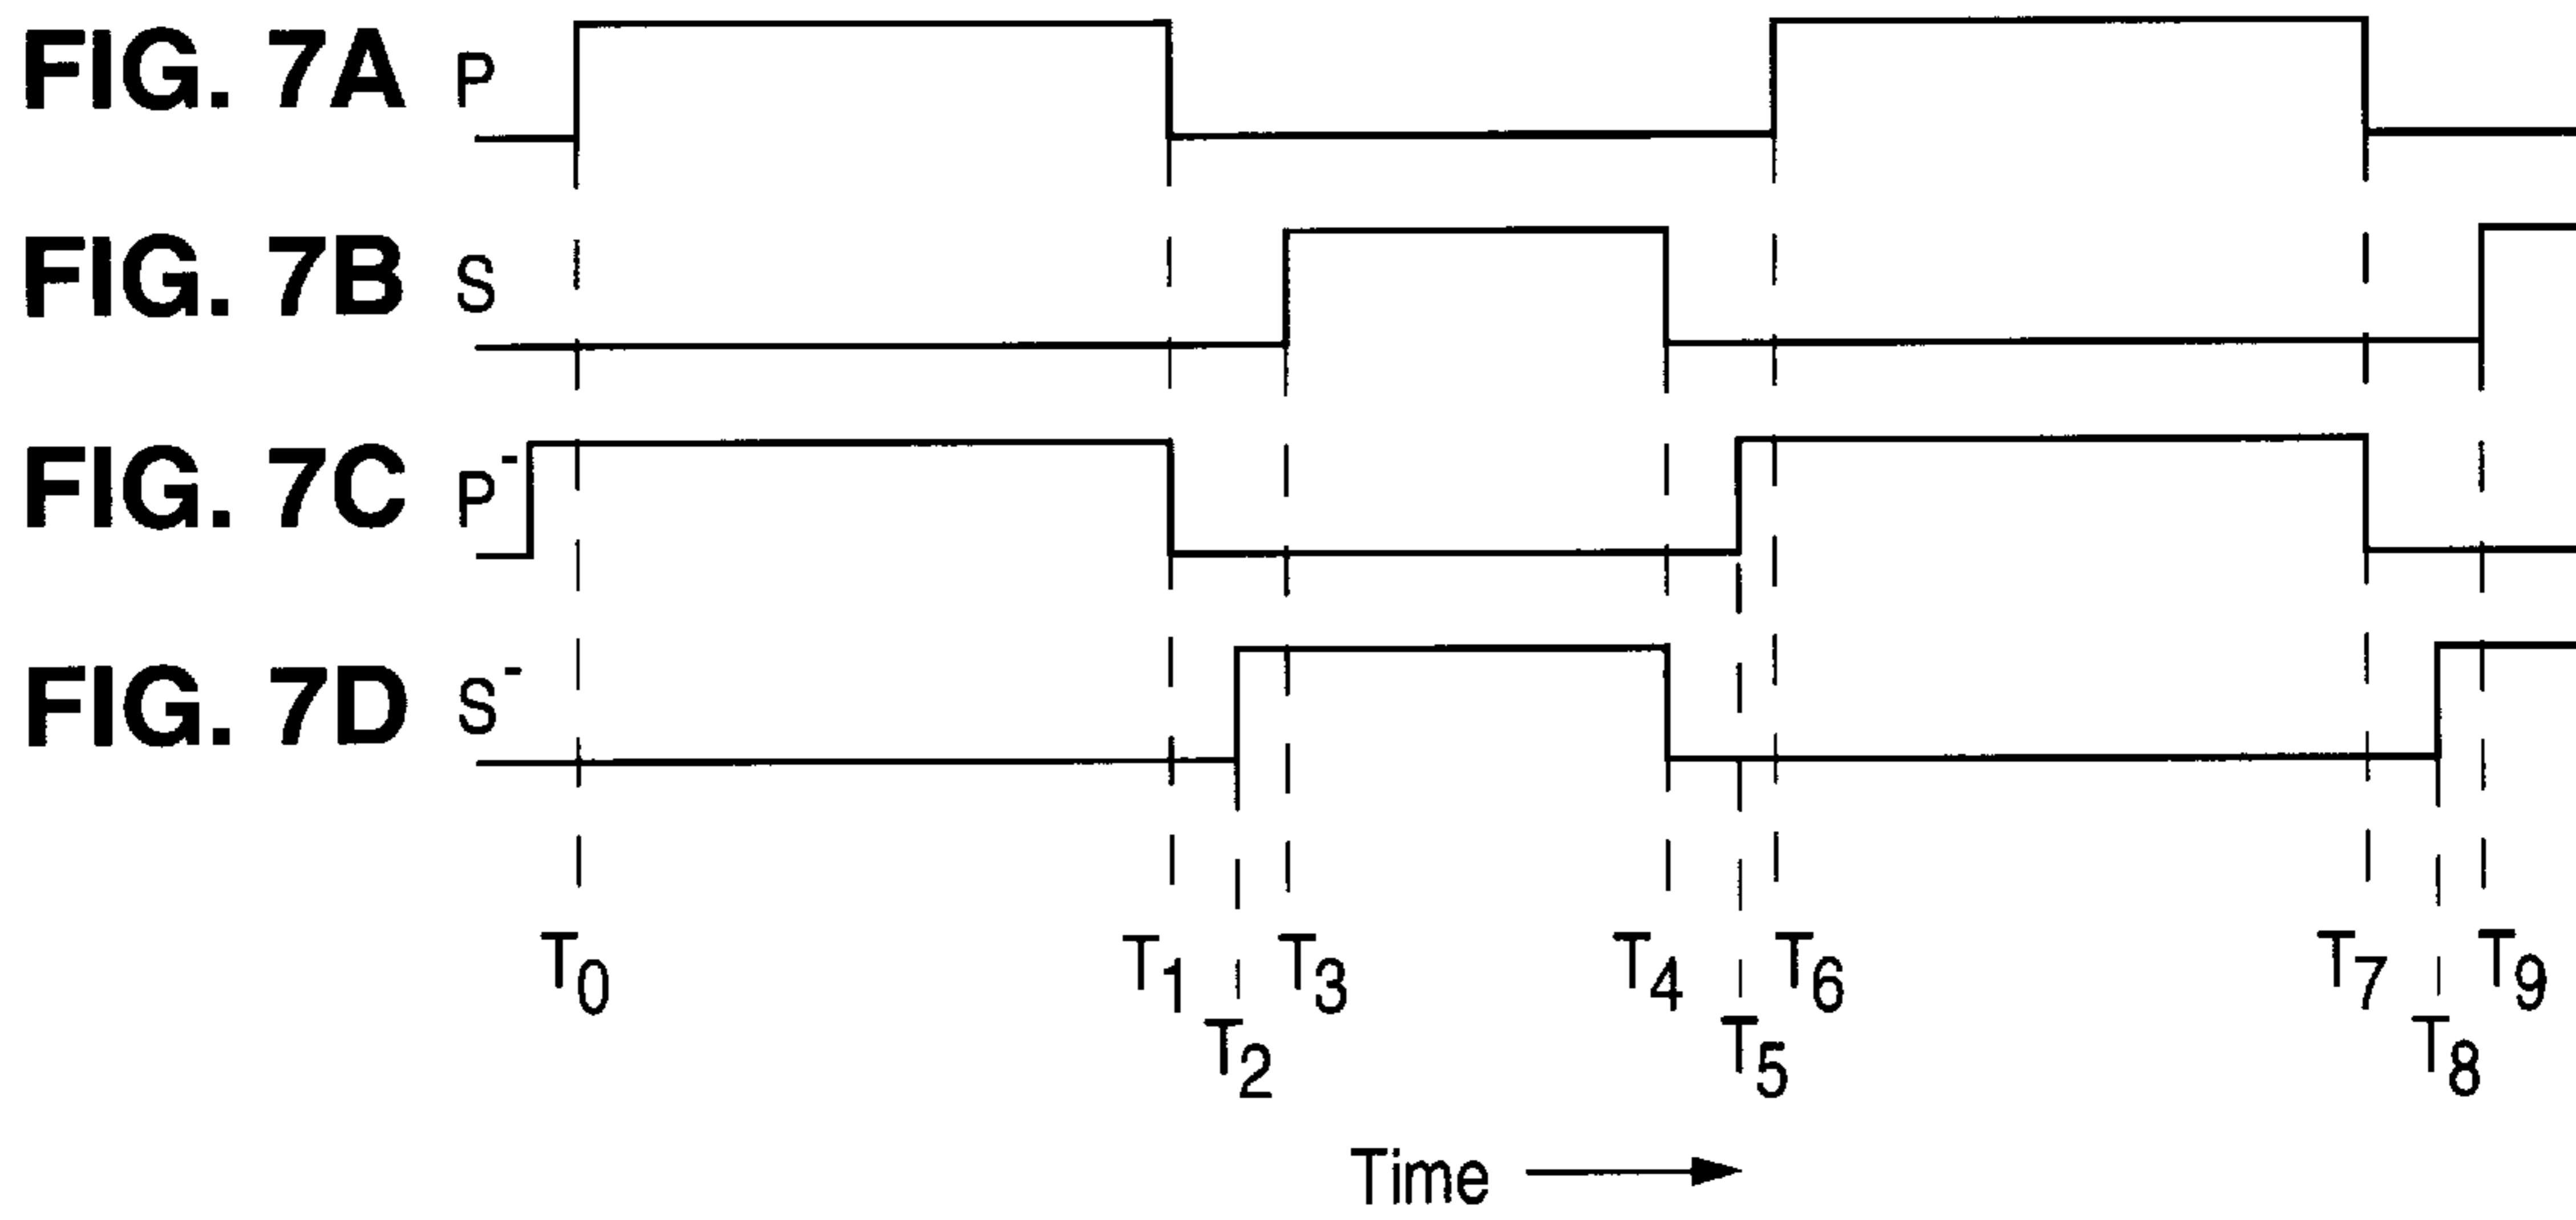 FIG. 7A P
FIG. 7B S
FIG. 7C P⁻
FIG. 7D S⁻
T₀ T₁ T₃ T₄ T₆ T₇ T₉
T₂ T₅ T₈
Time